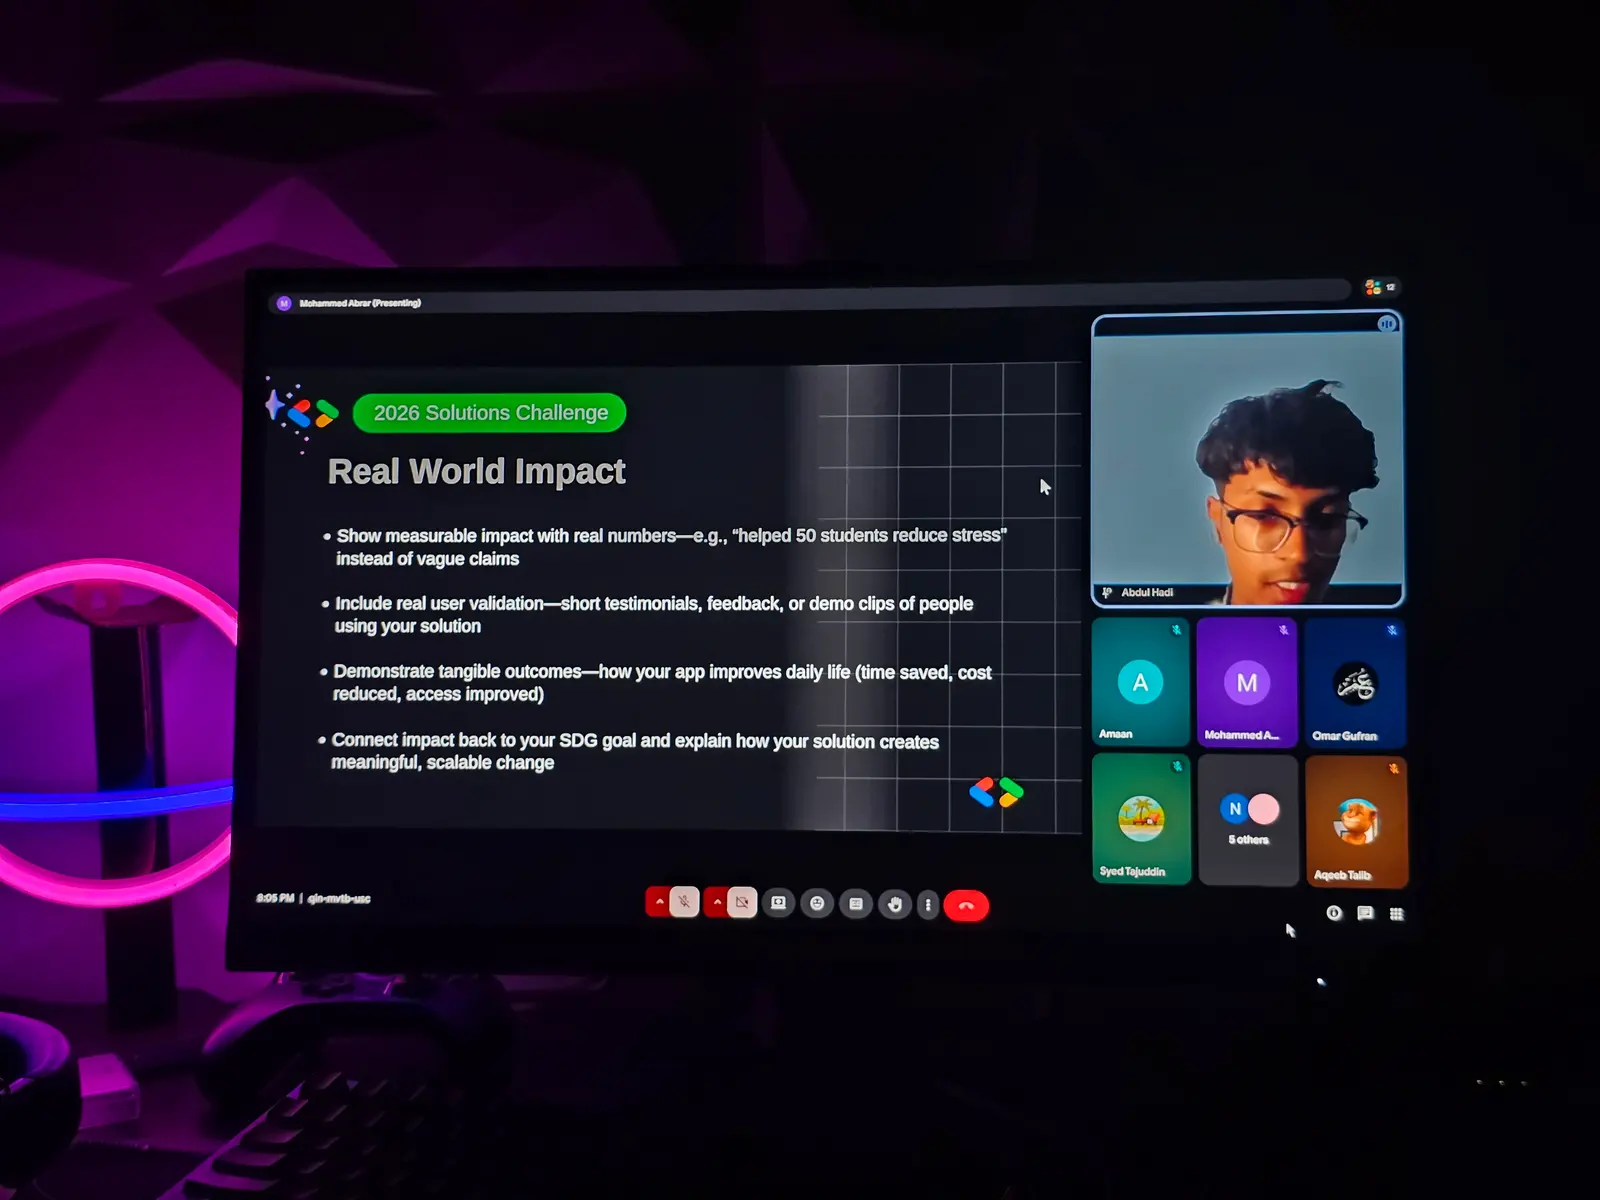 M Mohammed Abrar (Presenting)
12
2026 Solutions Challenge
Real World Impact
• Show measurable impact with real numbers—e.g., “helped 50 students reduce stress”
instead of vague claims
• Include real user validation—short testimonials, feedback, or demo clips of people
using your solution
• Demonstrate tangible outcomes—how your app improves daily life (time saved, cost
reduced, access improved)
• Connect impact back to your SDG goal and explain how your solution creates
meaningful, scalable change
Abdul Hadi
A
Amaan
M
Mohammed A...
Omar Gufran
Syed Tajuddin
N
5 others
Aqeeb Talib
8:05 PM | qin-mvtb-usc